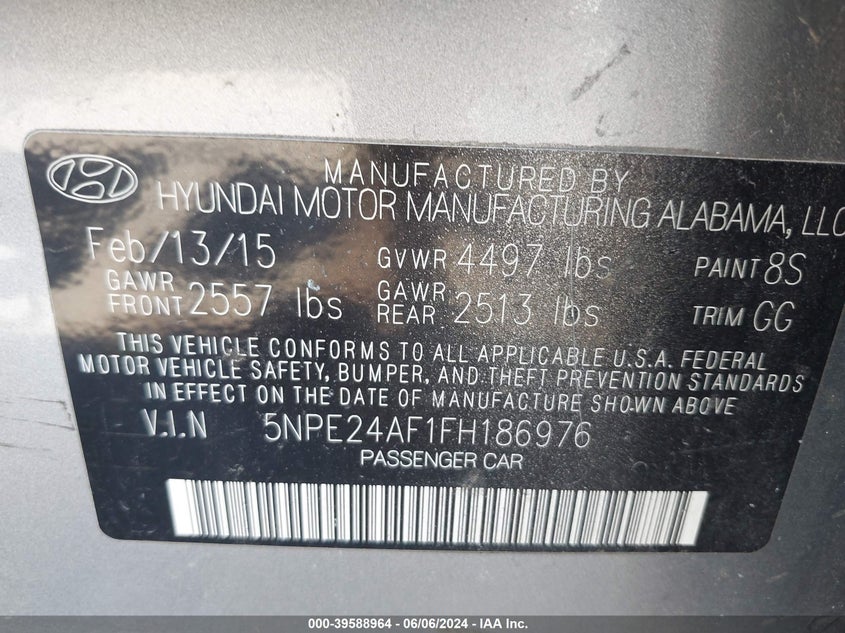 MANUFACTURED BY
HYUNDAI MOTOR MANUFACTURING ALABAMA, LLC
Feb/13/15 GVWR 4497 lbs PAINT 8S
GAWR FRONT 2557 lbs GAWR REAR 2513 lbs TRIM GG
THIS VEHICLE CONFORMS TO ALL APPLICABLE U.S.A. FEDERAL
MOTOR VEHICLE SAFETY, BUMPER, AND THEFT PREVENTION STANDARDS
IN EFFECT ON THE DATE OF MANUFACTURE SHOWN ABOVE
V.I.N 5NPE24AF1FH186976
PASSENGER CAR
000-39588964 - 06/06/2024 - IAA Inc.